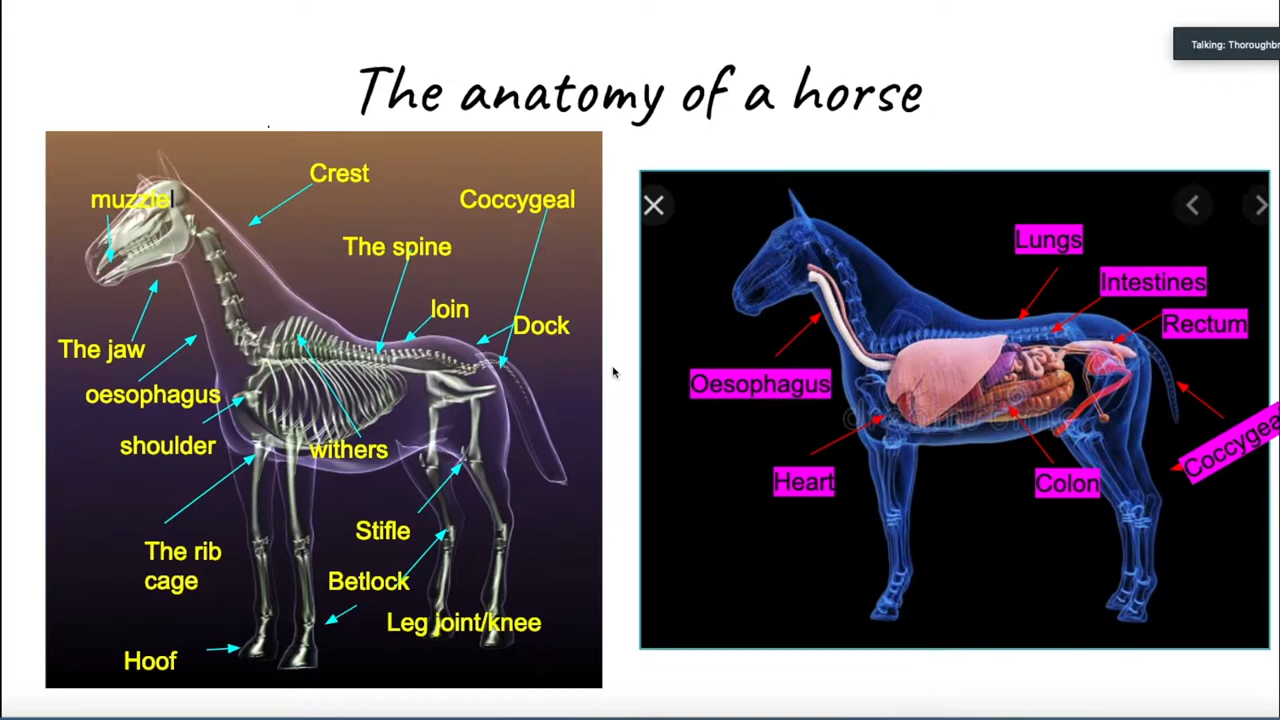 Talking: Thoroughbr
The anatomy of a horse
Crest
muzzle
Coccygeal
The spine
loin
Dock
The jaw
oesophagus
shoulder
withers
Stifle
The rib
cage
Betlock
Leg joint/knee
Hoof
Lungs
Intestines
Rectum
Oesophagus
Coccygea
Heart
Colon